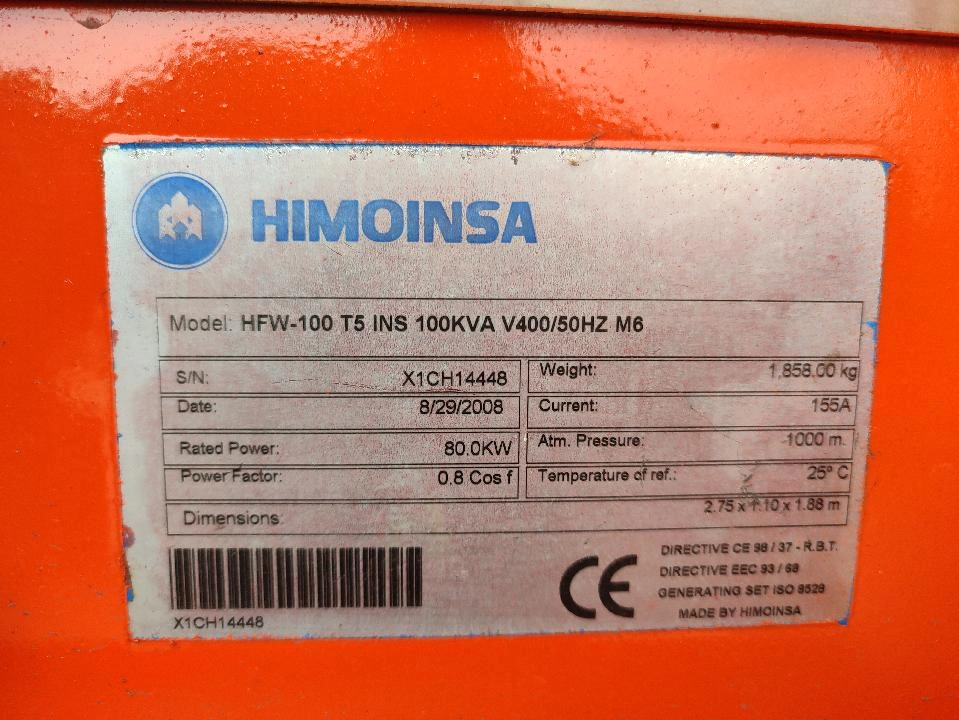 HIMOINSA
Model: HFW-100 T5 INS 100KVA V400/50HZ M6
S/N: X1CH14448
Weight: 1,858.00 kg
Date: 8/29/2008
Current: 155A
Rated Power: 80.0KW
Atm. Pressure: 1000 m.
Power Factor: 0.8 Cos f
Temperature of ref.: 25º C
Dimensions: 2.75 x 1.10 x 1.88 m
DIRECTIVE CE 98 / 37 - R.B.T.
DIRECTIVE EEC 93 / 68
GENERATING SET ISO 8528
MADE BY HIMOINSA
CE
X1CH14448